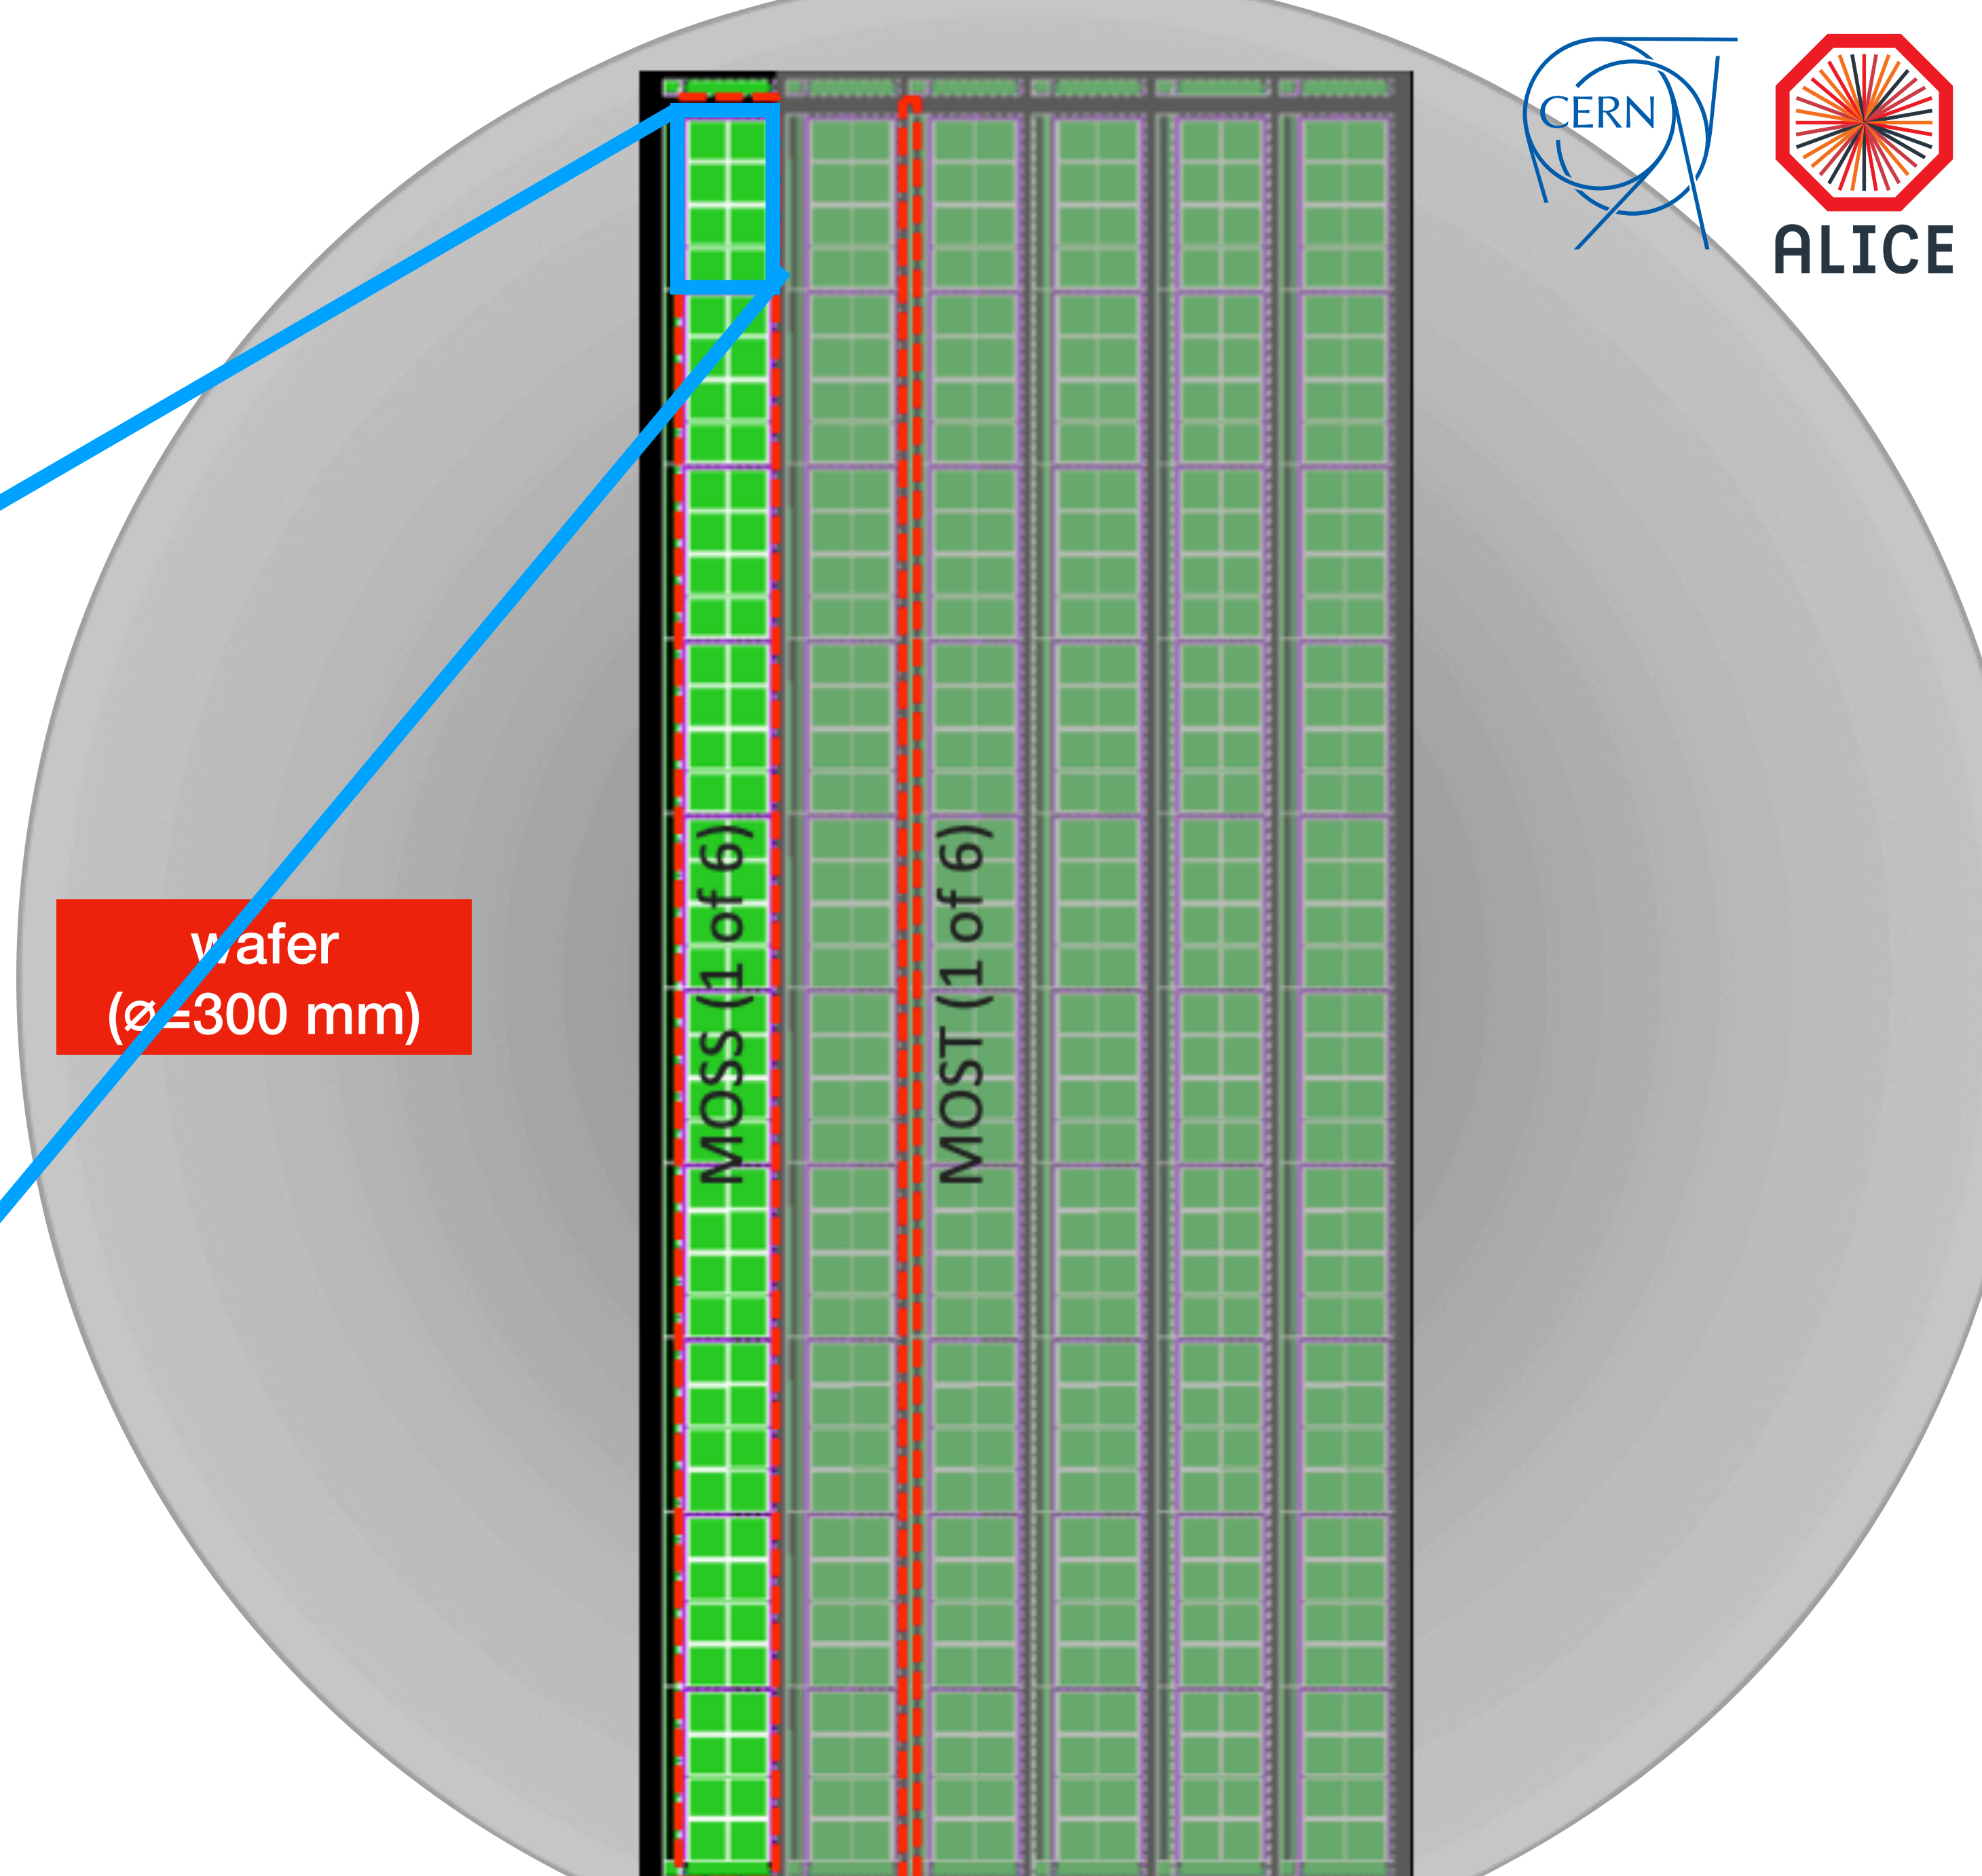 CERN
ALICE
wafer
(⌀=300 mm)
MOSS (1 of 6)
MOST (1 of 6)